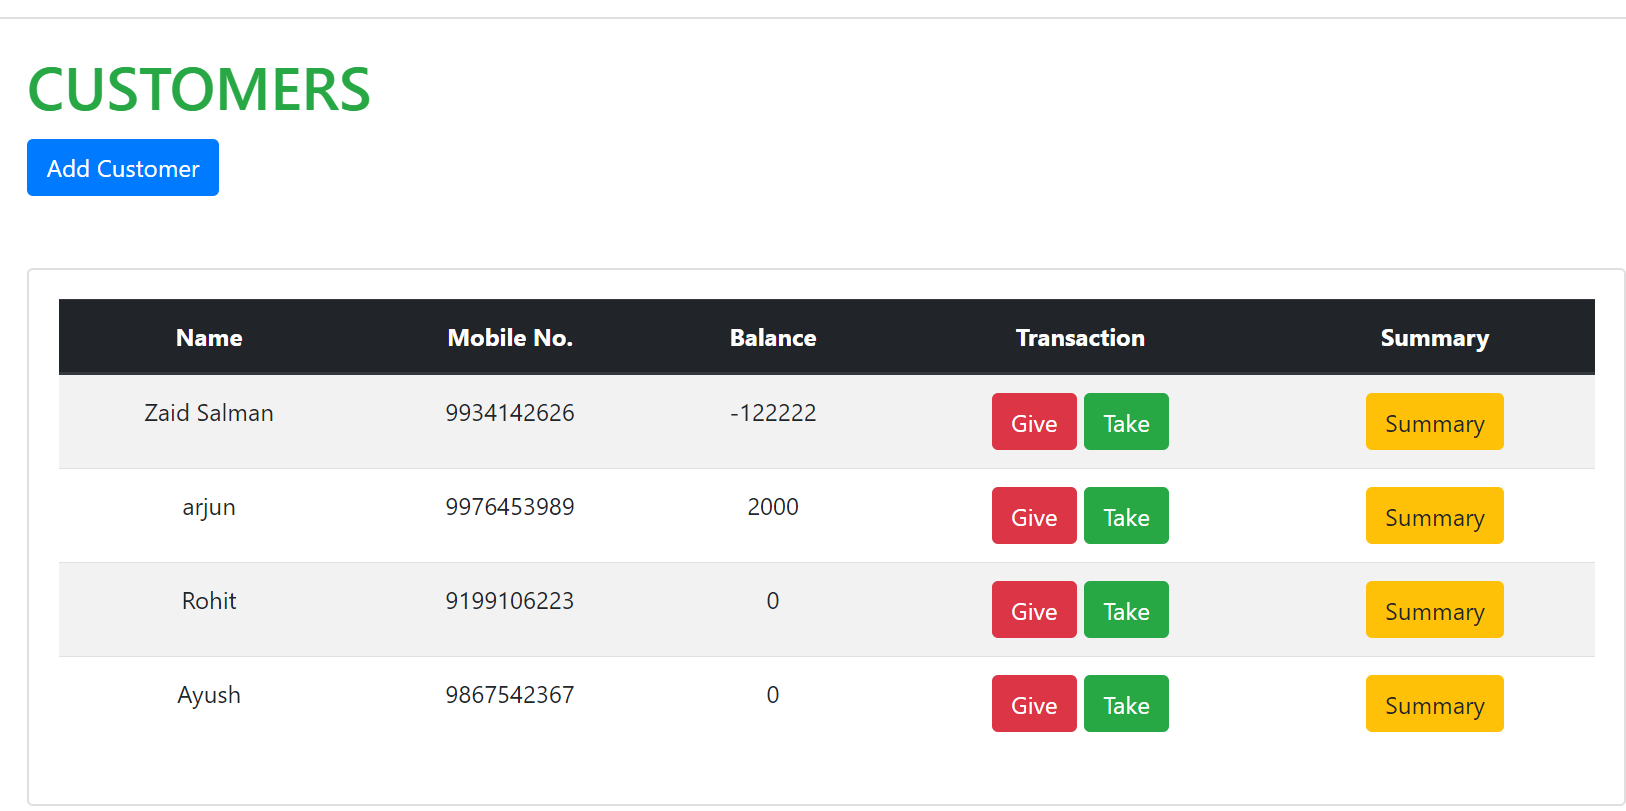 CUSTOMERS
Add Customer
Name Mobile No. Balance Transaction Summary
Zaid Salman 9934142626 -122222 Give Take Summary
arjun 9976453989 2000 Give Take Summary
Rohit 9199106223 0 Give Take Summary
Ayush 9867542367 0 Give Take Summary